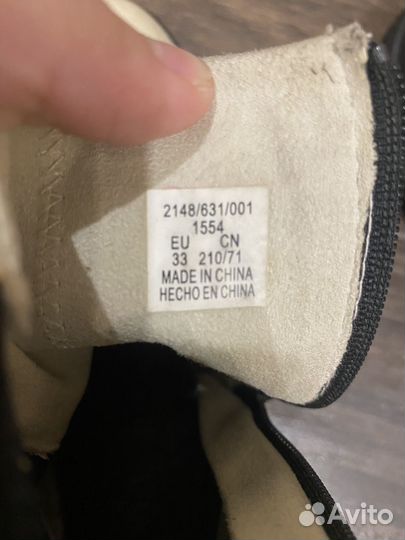 2148/631/001
1554
EU CN
33 210/71
MADE IN CHINA
HECHO EN CHINA
Avito